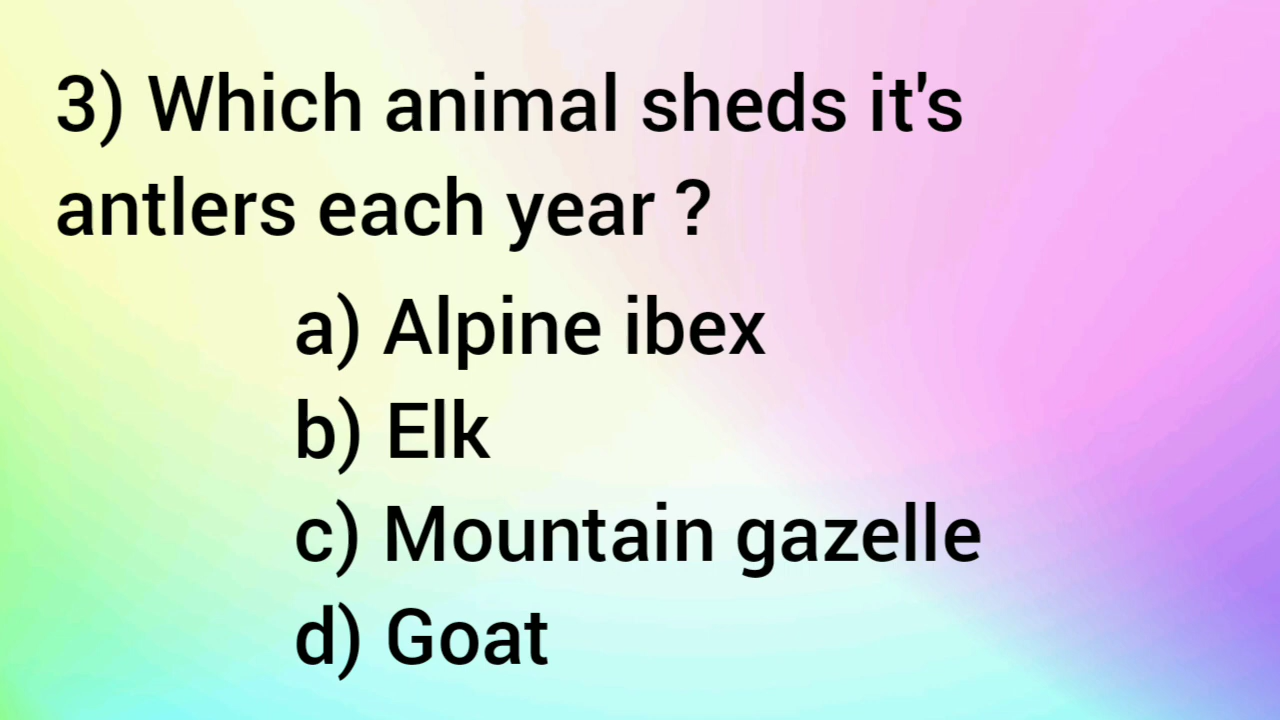 3) Which animal sheds it's
antlers each year ?
a) Alpine ibex
b) Elk
c) Mountain gazelle
d) Goat